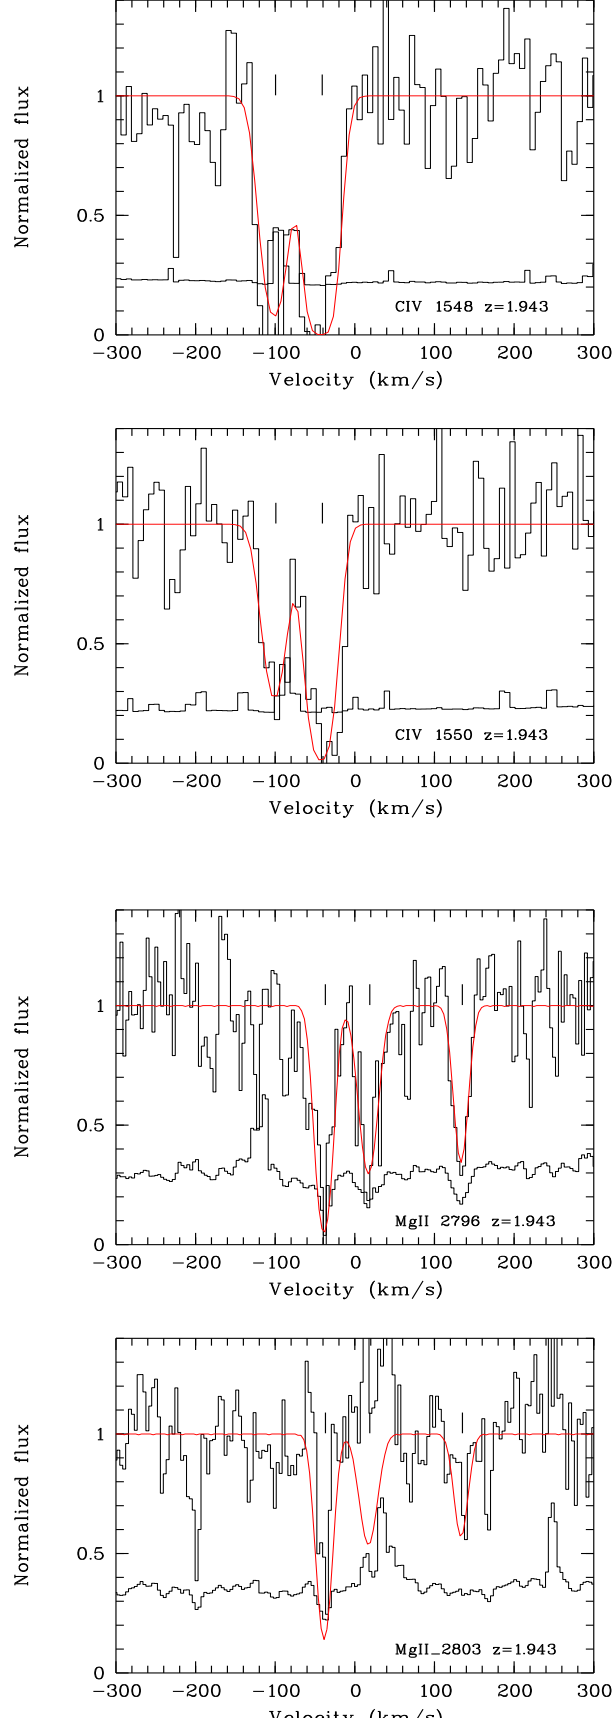 1
0.5
0
Normalized flux
CIV 1548 z=1.943
−300 −200 −100 0 100 200 300
Velocity (km/s)
1
0.5
0
Normalized flux
CIV 1550 z=1.943
−300 −200 −100 0 100 200 300
Velocity (km/s)
1
0.5
0
Normalized flux
MgII 2796 z=1.943
−300 −200 −100 0 100 200 300
Velocity (km/s)
1
0.5
0
Normalized flux
MgII_2803 z=1.943
−300 −200 −100 0 100 200 300
Velocity (km/s)